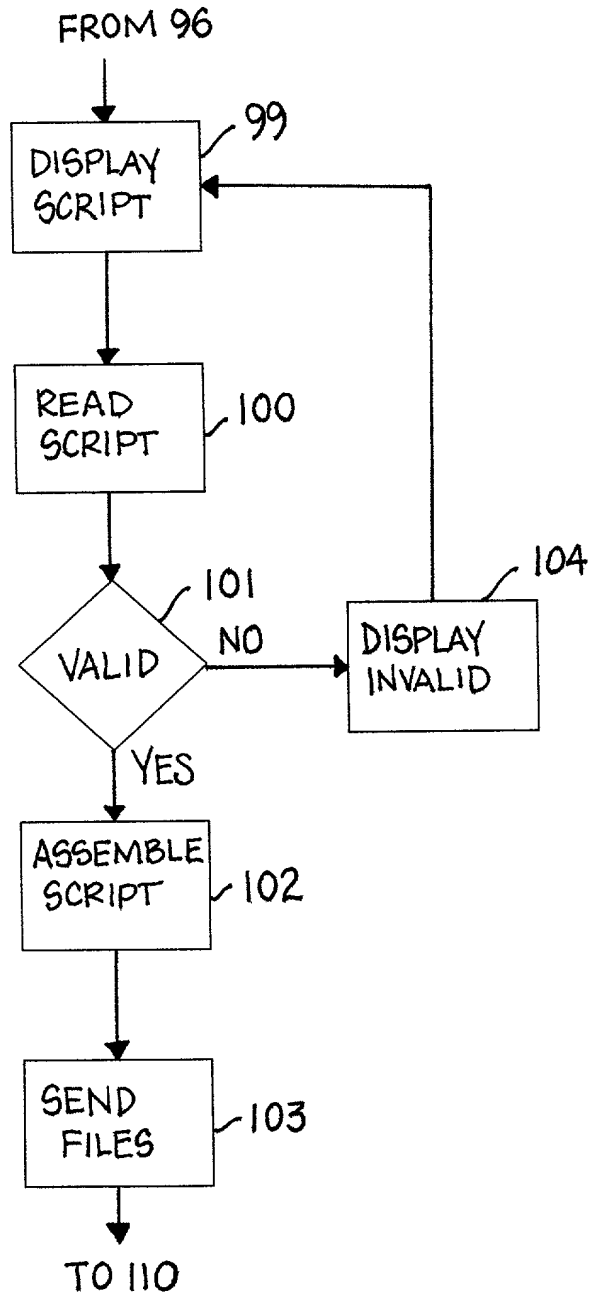 FROM 96
99
DISPLAY
SCRIPT
READ
SCRIPT
100
101
VALID
NO
104
DISPLAY
INVALID
YES
ASSEMBLE
SCRIPT
102
SEND
FILES
103
TO 110